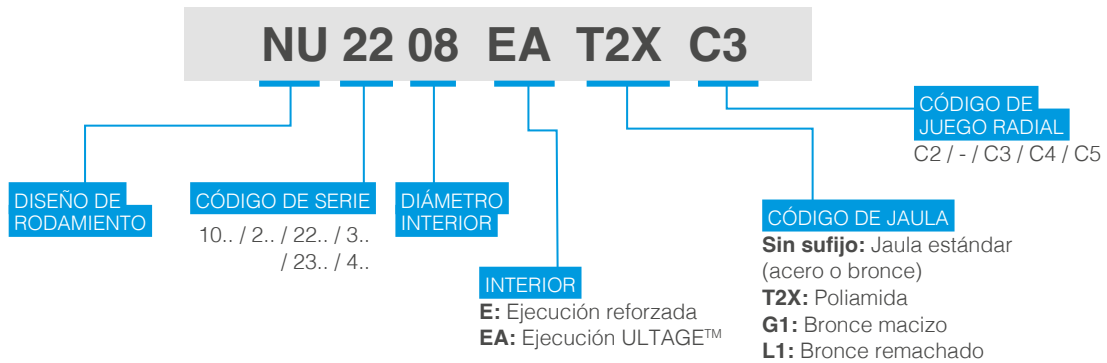 NU 22 08 EA T2X C3
DISEÑO DE
RODAMIENTO
CÓDIGO DE SERIE
10.. / 2.. / 22.. / 3..
/ 23.. / 4..
DIÁMETRO
INTERIOR
INTERIOR
E: Ejecución reforzada
EA: Ejecución ULTAGE™
CÓDIGO DE JAULA
Sin sufijo: Jaula estándar
(acero o bronce)
T2X: Poliamida
G1: Bronce macizo
L1: Bronce remachado
CÓDIGO DE
JUEGO RADIAL
C2 / - / C3 / C4 / C5